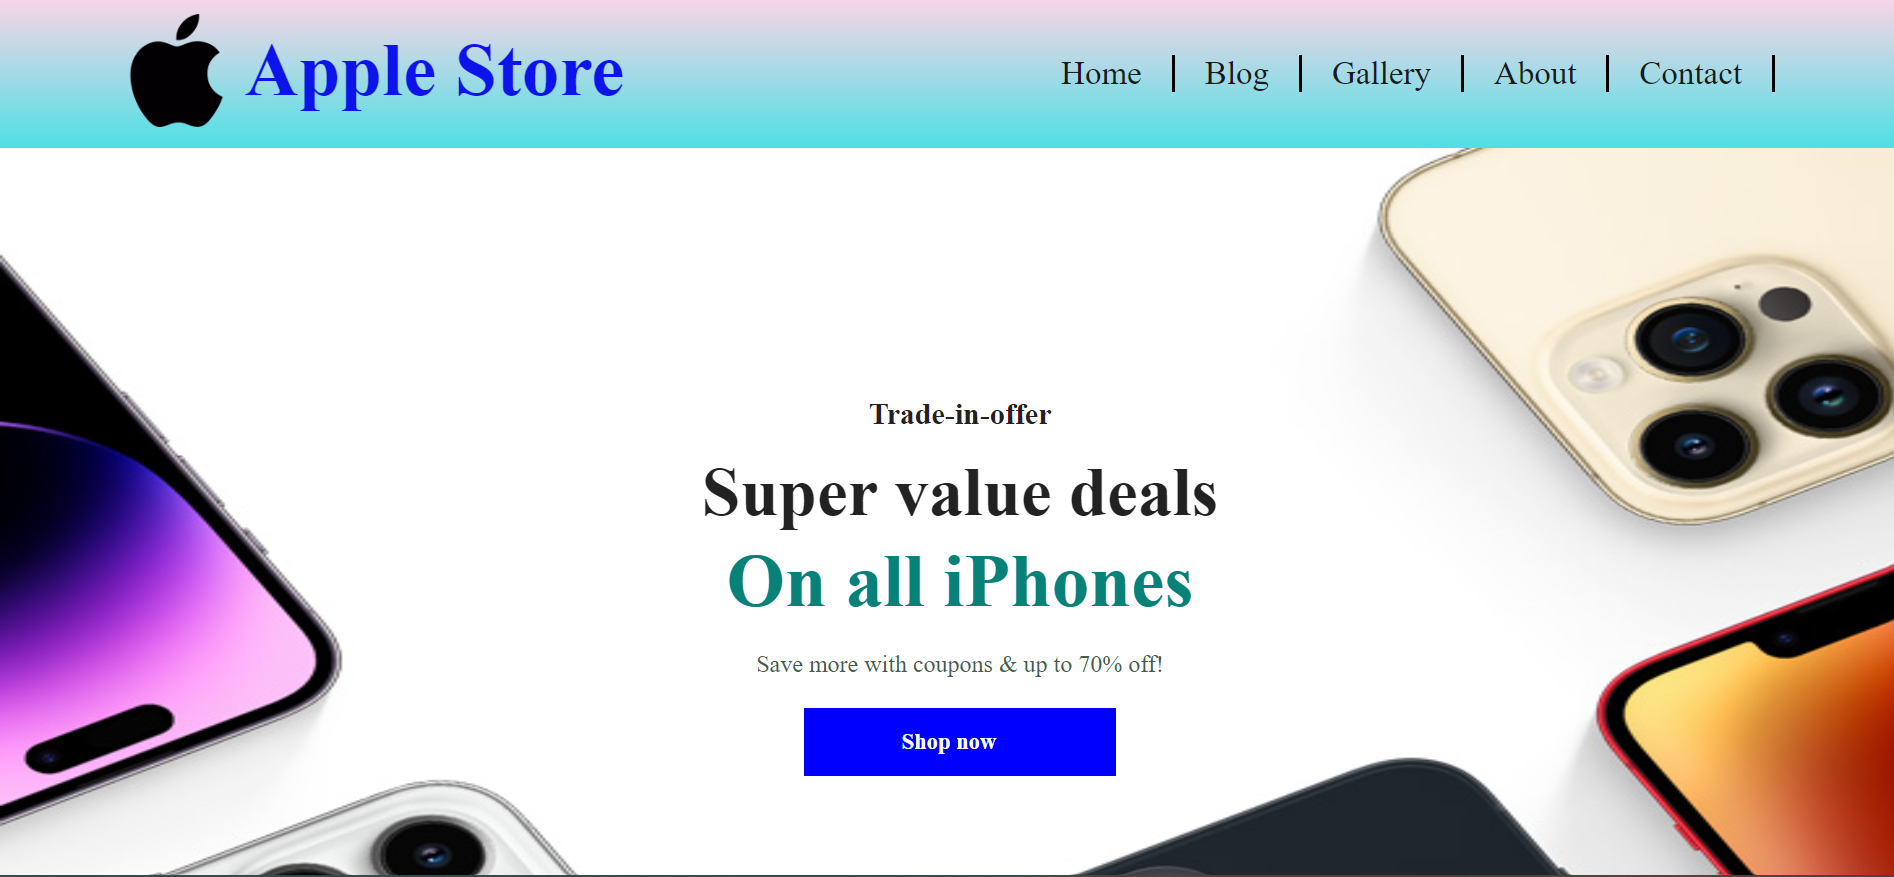 Apple Store
Home
Blog
Gallery
About
Contact
Trade-in-offer
Super value deals
On all iPhones
Save more with coupons & up to 70% off!
Shop now